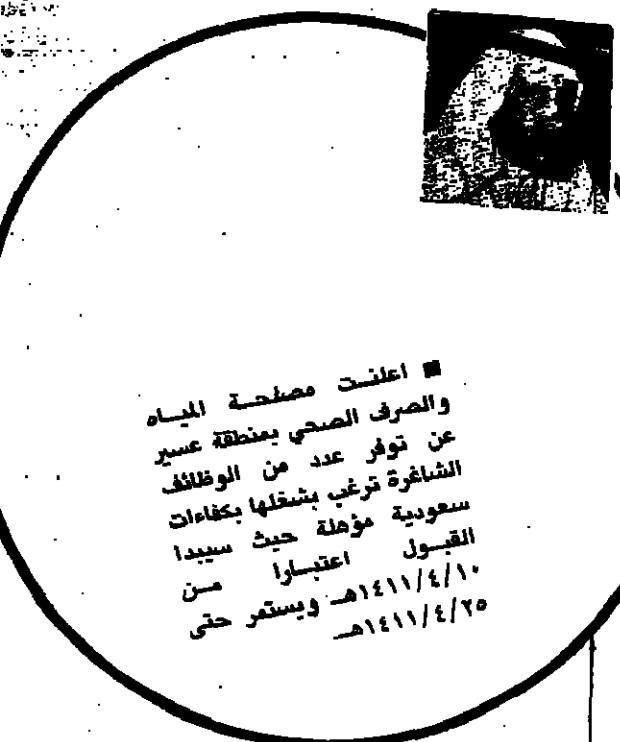 ■ اعلنت مصلحة المياه
والصرف الصحي بمنطقة عسير
عن توفر عدد من الوظائف
الشاغرة ترغب بشغلها بكفاءات
سعودية مؤهلة حيث سيبدا
القبول اعتبارا من
١٤١١/٤/١٠هـ ويستمر حتى
١٤١١/٤/٢٥هـ